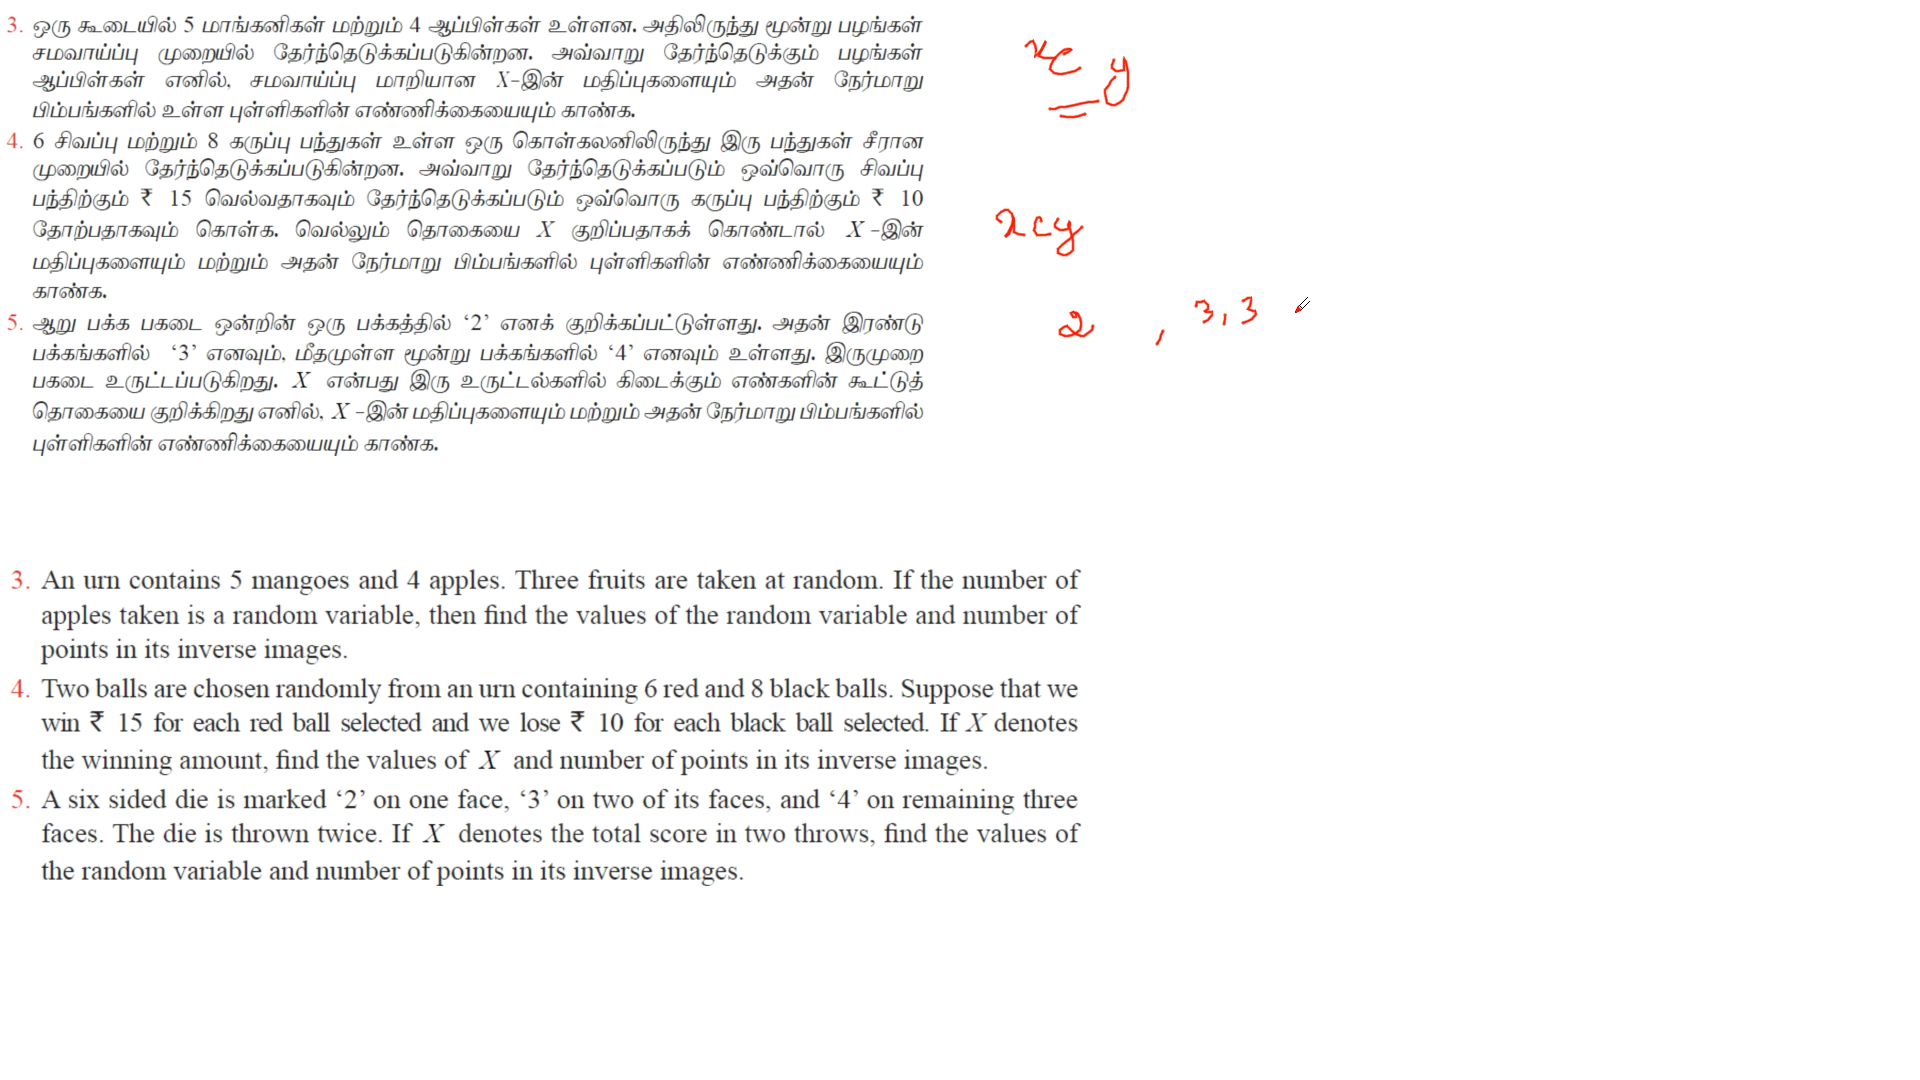 3. ஒரு கூடையில் 5 மாங்கனிகள் மற்றும் 4 ஆப்பிள்கள் உள்ளன. அதிலிருந்து மூன்று பழங்கள்
சமவாய்ப்பு முறையில் தேர்ந்தெடுக்கப்படுகின்றன. அவ்வாறு தேர்ந்தெடுக்கும் பழங்கள்
ஆப்பிள்கள் எனில், சமவாய்ப்பு மாறியான X-இன் மதிப்புகளையும் அதன் நேர்மாறு
பிம்பங்களில் உள்ள புள்ளிகளின் எண்ணிக்கையையும் காண்க.
4. 6 சிவப்பு மற்றும் 8 கருப்பு பந்துகள் உள்ள ஒரு கொள்கலனிலிருந்து இரு பந்துகள் சீரான
முறையில் தேர்ந்தெடுக்கப்படுகின்றன. அவ்வாறு தேர்ந்தெடுக்கப்படும் ஒவ்வொரு சிவப்பு
பந்திற்கும் ₹ 15 வெல்வதாகவும் தேர்ந்தெடுக்கப்படும் ஒவ்வொரு கருப்பு பந்திற்கும் ₹ 10
தோற்பதாகவும் கொள்க. வெல்லும் தொகையை X குறிப்பதாகக் கொண்டால் X -இன்
மதிப்புகளையும் மற்றும் அதன் நேர்மாறு பிம்பங்களில் புள்ளிகளின் எண்ணிக்கையையும்
காண்க.
5. ஆறு பக்க பகடை ஒன்றின் ஒரு பக்கத்தில் ‘2’ எனக் குறிக்கப்பட்டுள்ளது. அதன் இரண்டு
பக்கங்களில் ‘3’ எனவும், மீதமுள்ள மூன்று பக்கங்களில் ‘4’ எனவும் உள்ளது. இருமுறை
பகடை உருட்டப்படுகிறது. X என்பது இரு உருட்டல்களில் கிடைக்கும் எண்களின் கூட்டுத்
தொகையை குறிக்கிறது எனில், X -இன் மதிப்புகளையும் மற்றும் அதன் நேர்மாறு பிம்பங்களில்
புள்ளிகளின் எண்ணிக்கையையும் காண்க.
x c y
x c y
2 , 3, 3
3. An urn contains 5 mangoes and 4 apples. Three fruits are taken at random. If the number of
apples taken is a random variable, then find the values of the random variable and number of
points in its inverse images.
4. Two balls are chosen randomly from an urn containing 6 red and 8 black balls. Suppose that we
win ₹ 15 for each red ball selected and we lose ₹ 10 for each black ball selected. If X denotes
the winning amount, find the values of X and number of points in its inverse images.
5. A six sided die is marked ‘2’ on one face, ‘3’ on two of its faces, and ‘4’ on remaining three
faces. The die is thrown twice. If X denotes the total score in two throws, find the values of
the random variable and number of points in its inverse images.